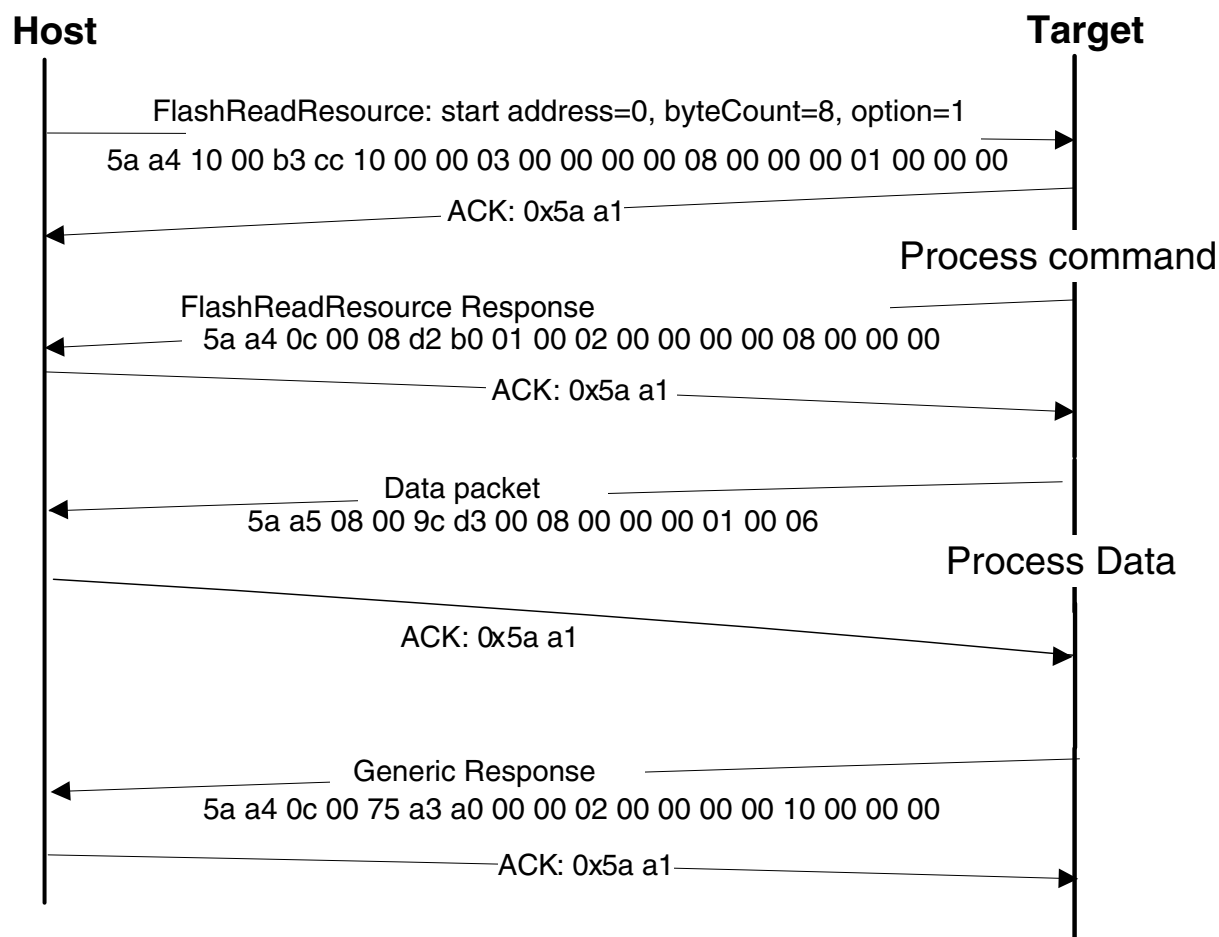 Host
Target
FlashReadResource: start address=0, byteCount=8, option=1
5a a4 10 00 b3 cc 10 00 00 03 00 00 00 00 08 00 00 00 01 00 00 00
ACK: 0x5a a1
Process command
FlashReadResource Response
5a a4 0c 00 08 d2 b0 01 00 02 00 00 00 00 08 00 00 00
ACK: 0x5a a1
Data packet
5a a5 08 00 9c d3 00 08 00 00 00 01 00 06
Process Data
ACK: 0x5a a1
Generic Response
5a a4 0c 00 75 a3 a0 00 00 02 00 00 00 00 10 00 00 00
ACK: 0x5a a1